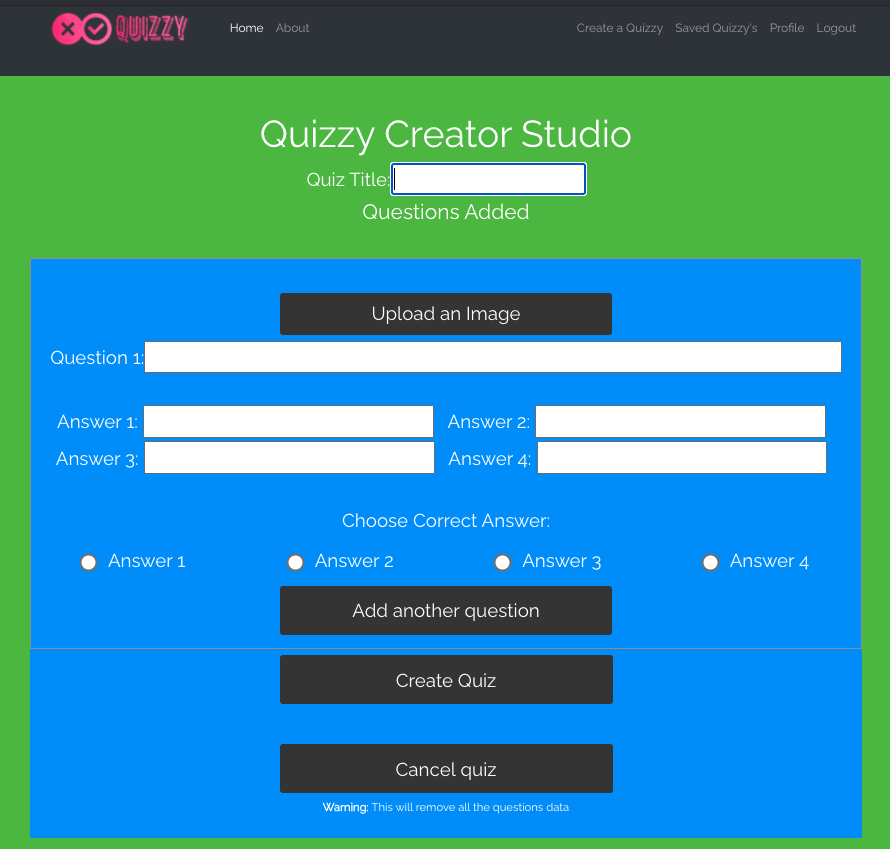 QUIZZY Home About Create a Quizzy Saved Quizzy's Profile Logout
Quizzy Creator Studio
Quiz Title:
Questions Added
Upload an Image
Question 1:
Answer 1: Answer 2:
Answer 3: Answer 4:
Choose Correct Answer:
Answer 1 Answer 2 Answer 3 Answer 4
Add another question
Create Quiz
Cancel quiz
Warning: This will remove all the questions data